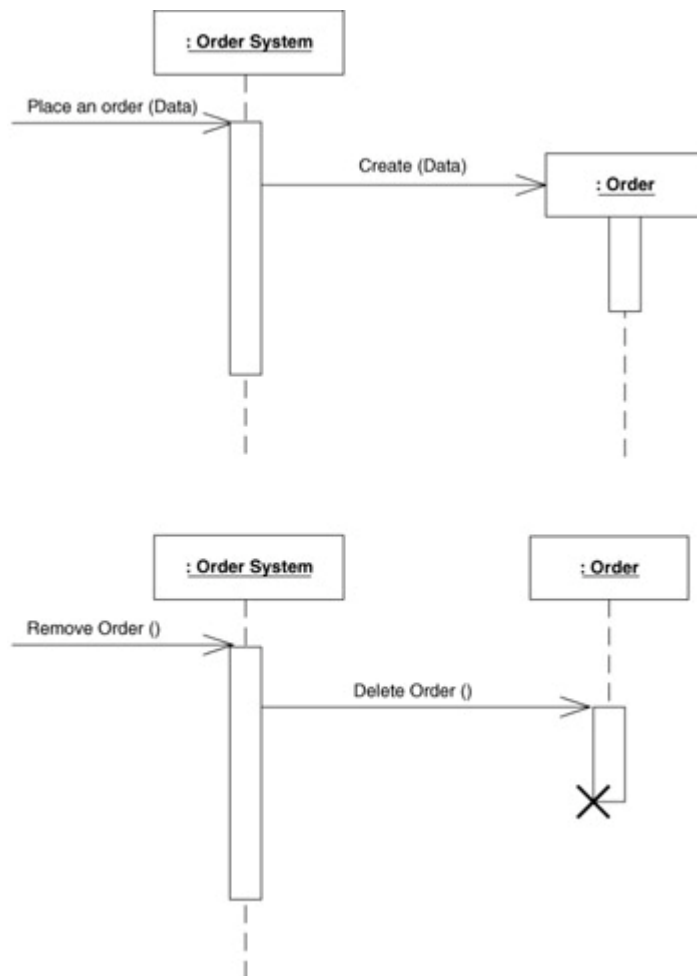 : Order System
Place an order (Data)
Create (Data)
: Order
: Order System
: Order
Remove Order ()
Delete Order ()